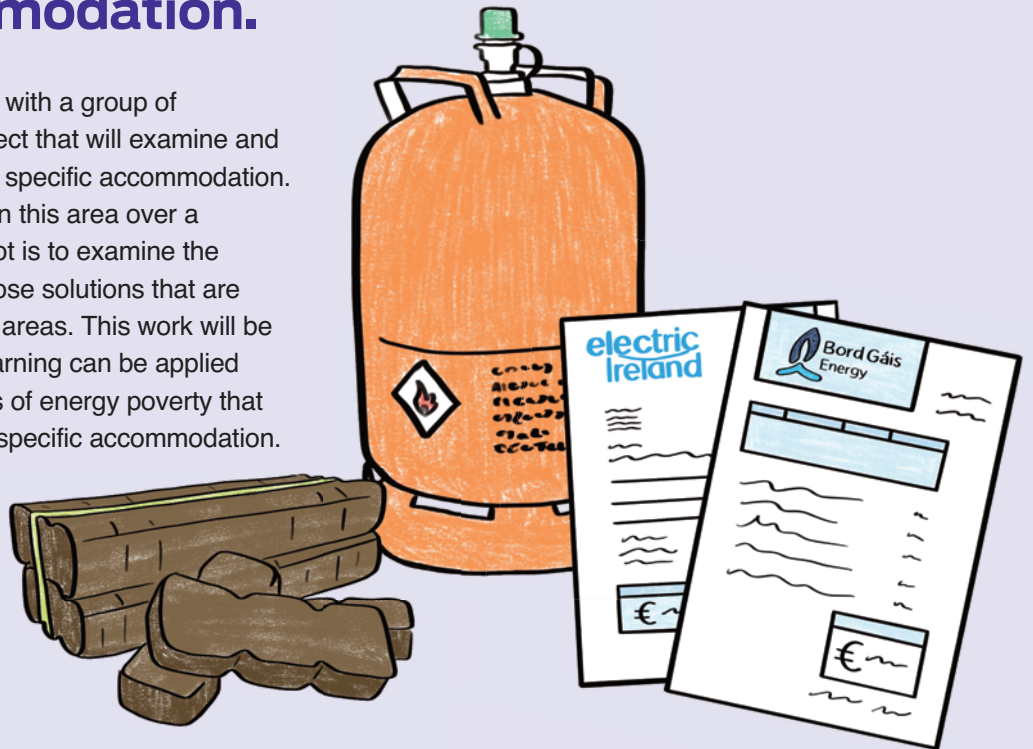 modation.
with a group of
ect that will examine and
specific accommodation.
n this area over a
ot is to examine the
ose solutions that are
areas. This work will be
arning can be applied
s of energy poverty that
specific accommodation.
electric
Ireland
Bord Gáis
Energy
€
€